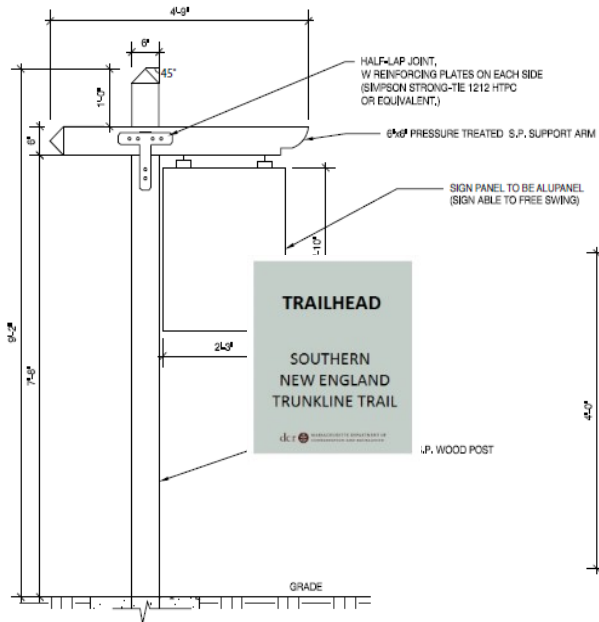 4'-9"
6"
45°
HALF-LAP JOINT,
W REINFORCING PLATES ON EACH SIDE
(SIMPSON STRONG-TIE 1212 HTPC
OR EQUIVALENT.)
1'-0"
6"
6"x6" PRESSURE TREATED S.P. SUPPORT ARM
SIGN PANEL TO BE ALUPANEL
(SIGN ABLE TO FREE SWING)
-10"
TRAILHEAD
9'-2"
2'-3"
SOUTHERN
NEW ENGLAND
TRUNKLINE TRAIL
7'-8"
4'-0"
dcr
.P. WOOD POST
GRADE